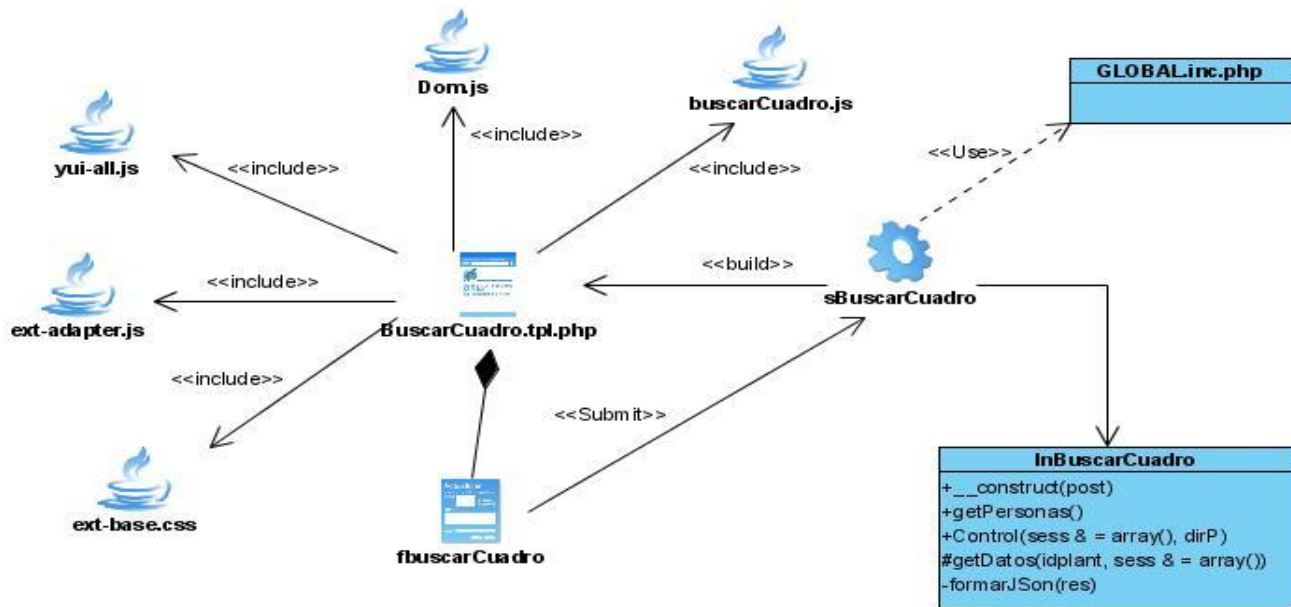 Dom.js
buscarCuadro.js
GLOBAL.inc.php
yui-all.js
<<include>>
<<include>>
<<include>>
<<Use>>
<<include>>
<<build>>
ext-adapter.js
BuscarCuadro.tpl.php
sBuscarCuadro
<<include>>
<<Submit>>
ext-base.css
fbuscarCuadro
lnBuscarCuadro
+__construct(post)
+getPersonas()
+Control(sess & = array(), dirP)
#getDatos(idplant, sess & = array())
-formarJSon(res)